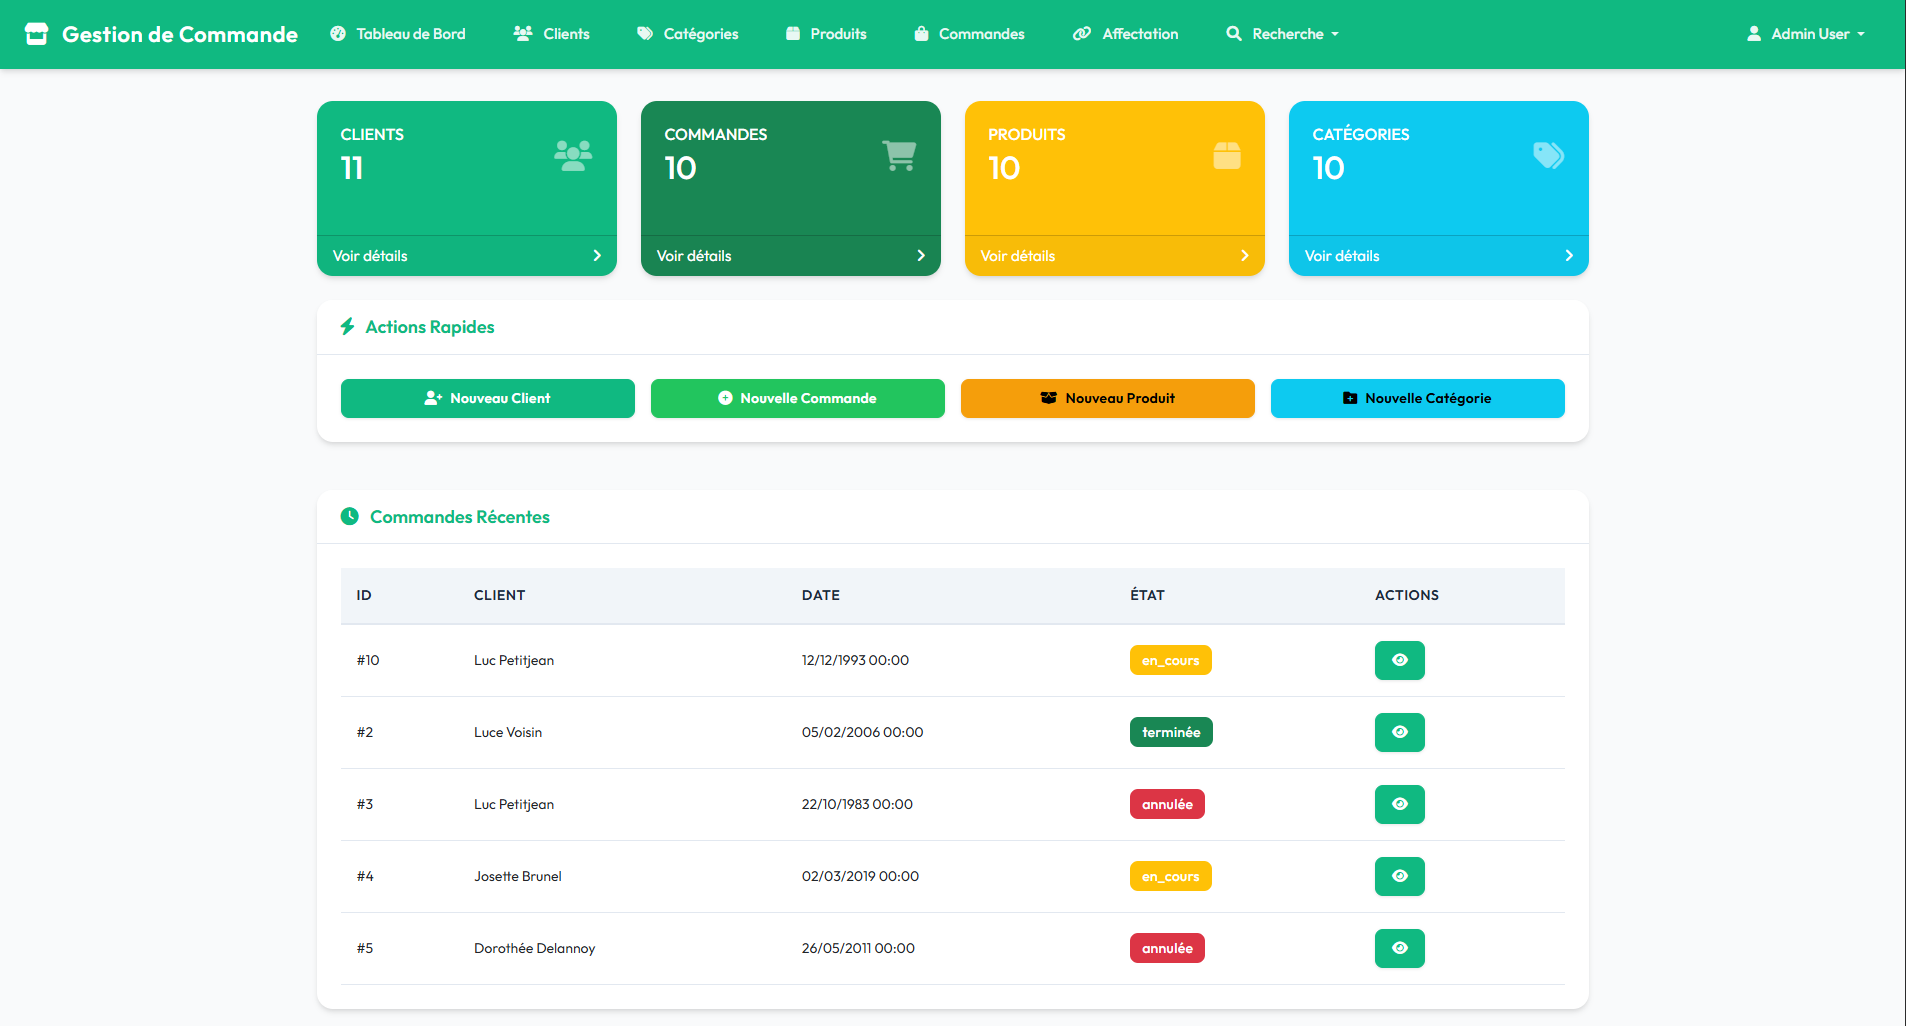 Gestion de Commande Tableau de Bord Clients Catégories Produits Commandes Affectation Recherche Admin User
CLIENTS
11
Voir détails
COMMANDES
10
Voir détails
PRODUITS
10
Voir détails
CATÉGORIES
10
Voir détails
Actions Rapides
Nouveau Client Nouvelle Commande Nouveau Produit Nouvelle Catégorie
Commandes Récentes
ID CLIENT DATE ÉTAT ACTIONS
#10 Luc Petitjean 12/12/1993 00:00 en_cours
#2 Luce Voisin 05/02/2006 00:00 terminée
#3 Luc Petitjean 22/10/1983 00:00 annulée
#4 Josette Brunel 02/03/2019 00:00 en_cours
#5 Dorothée Delannoy 26/05/2011 00:00 annulée